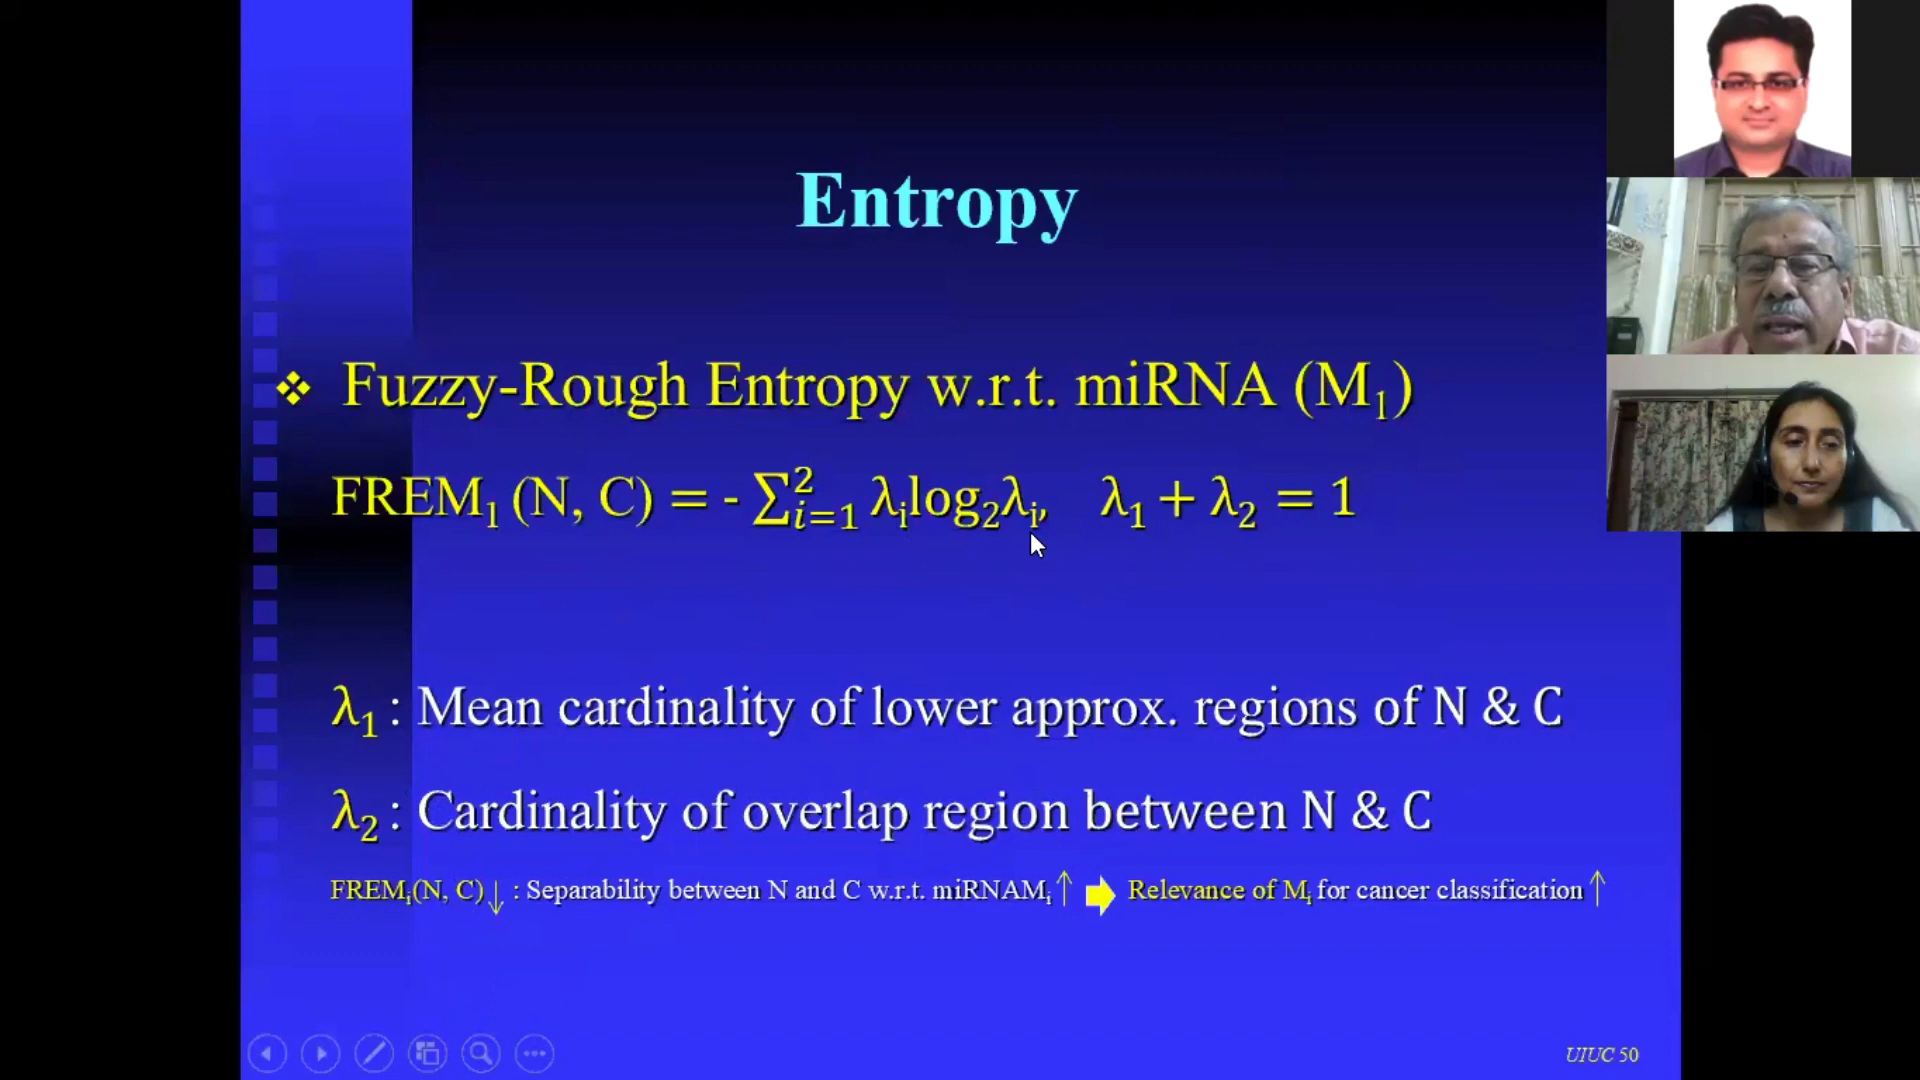 Entropy
❖ Fuzzy-Rough Entropy w.r.t. miRNA (M₁)
FREM₁ (N, C) = - ∑²ᵢ₌₁ λᵢlog₂λᵢ, λ₁ + λ₂ = 1
λ₁ : Mean cardinality of lower approx. regions of N & C
λ₂ : Cardinality of overlap region between N & C
FREMᵢ(N, C)↓ : Separability between N and C w.r.t. miRNAMᵢ↑ ➡ Relevance of Mᵢ for cancer classification↑
UIUC 50